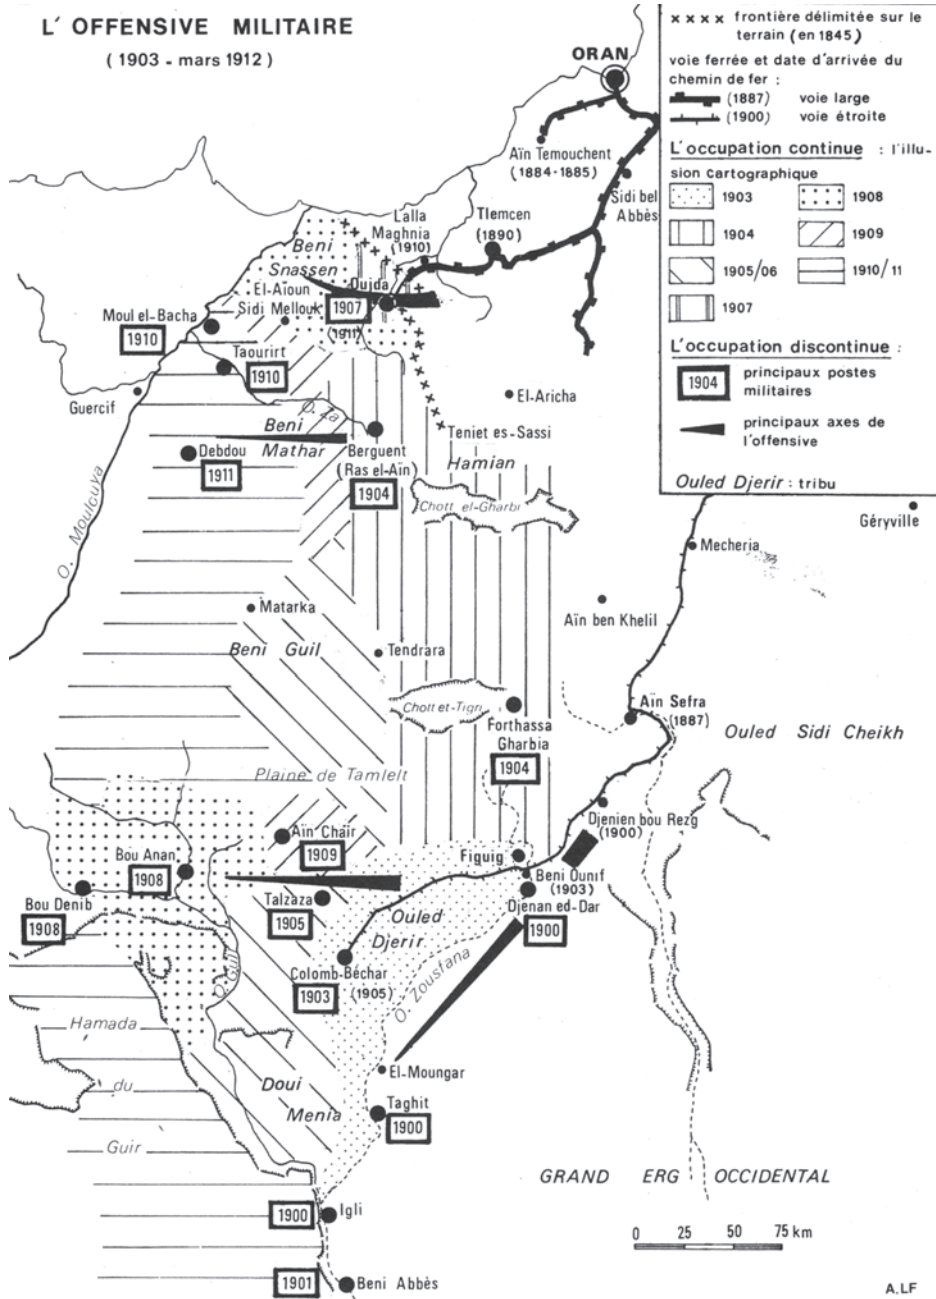 L' OFFENSIVE MILITAIRE
( 1903 - mars 1912 )
×××× frontière délimitée sur le
terrain (en 1845)
voie ferrée et date d'arrivée du
chemin de fer :
(1887) voie large
(1900) voie étroite
L'occupation continue : l'illu-
sion cartographique
1903 1908
1904 1909
1905/06 1910/11
1907
L'occupation discontinue :
1904 principaux postes
militaires
principaux axes de
l'offensive
Ouled Djerir : tribu
ORAN
Aïn Temouchent
(1884-1885)
Sidi bel
Abbès
Lalla
Maghnia
(1910)
Tlemcen
(1890)
Beni
Snassen
El-Aïoun
Sidi Mellouk
Oujda
1907
(1911)
Moul el-Bacha
1910
Taourirt
1910
Guercif
O. Za
El-Aricha
Beni
Mathar
Teniet es-Sassi
Debdou
1911
Berguent
(Ras el-Aïn)
1904
Hamian
Chott el-Gharbi
O. Moulouya
Géryville
Mecheria
Matarka
Aïn ben Khelil
Beni Guil
Tendrara
Chott et-Tigri
Forthassa
Gharbia
1904
Aïn Sefra
(1887)
Ouled Sidi Cheikh
Plaine de Tamlelt
Djenien bou Rezg
(1900)
Aïn Chair
1909
Figuig
Bou Anan
1908
Beni Ounif
(1903)
Bou Denib
1908
Talzaza
1905
Djenan ed-Dar
1900
Ouled
Djerir
O. Guir
Colomb-Béchar
1903 (1905)
O. Zousfana
Hamada
du
Guir
El-Moungar
Doui
Menia
Taghit
1900
GRAND ERG OCCIDENTAL
1900 Igli
0 25 50 75 km
1901 Beni Abbès
A.LF